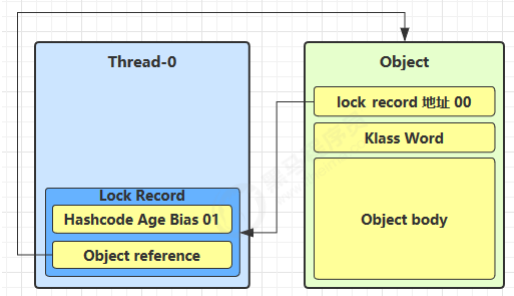 Thread-0
Lock Record
Hashcode Age Bias 01
Object reference
Object
lock record 地址 00
Klass Word
Object body